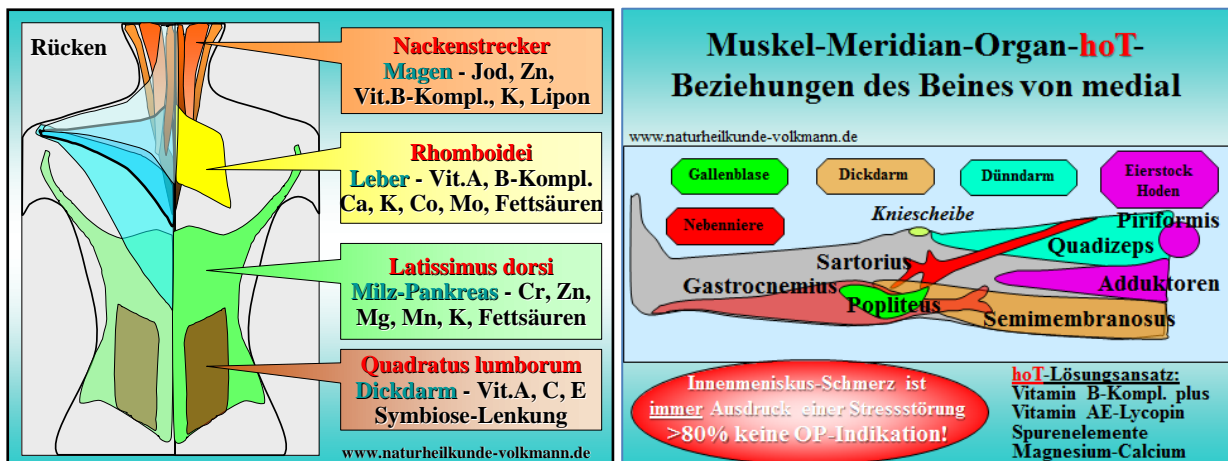 Rücken
Nackenstrecker
Magen - Jod, Zn,
Vit.B-Kompl., K, Lipon
Rhomboidei
Leber - Vit.A, B-Kompl.
Ca, K, Co, Mo, Fettsäuren
Latissimus dorsi
Milz-Pankreas - Cr, Zn,
Mg, Mn, K, Fettsäuren
Quadratus lumborum
Dickdarm - Vit.A, C, E
Symbiose-Lenkung
www.naturheilkunde-volkmann.de
Muskel-Meridian-Organ-hoT-
Beziehungen des Beines von medial
www.naturheilkunde-volkmann.de
Gallenblase
Dickdarm
Dünndarm
Eierstock
Hoden
Nebenniere
Kniescheibe
Piriformis
Quadizeps
Sartorius
Gastrocnemius
Adduktoren
Popliteus
Semimembranosus
Innenmeniskus-Schmerz ist
immer Ausdruck einer Stressstörung
>80% keine OP-Indikation!
hoT-Lösungsansatz:
Vitamin B-Kompl. plus
Vitamin AE-Lycopin
Spurenelemente
Magnesium-Calcium